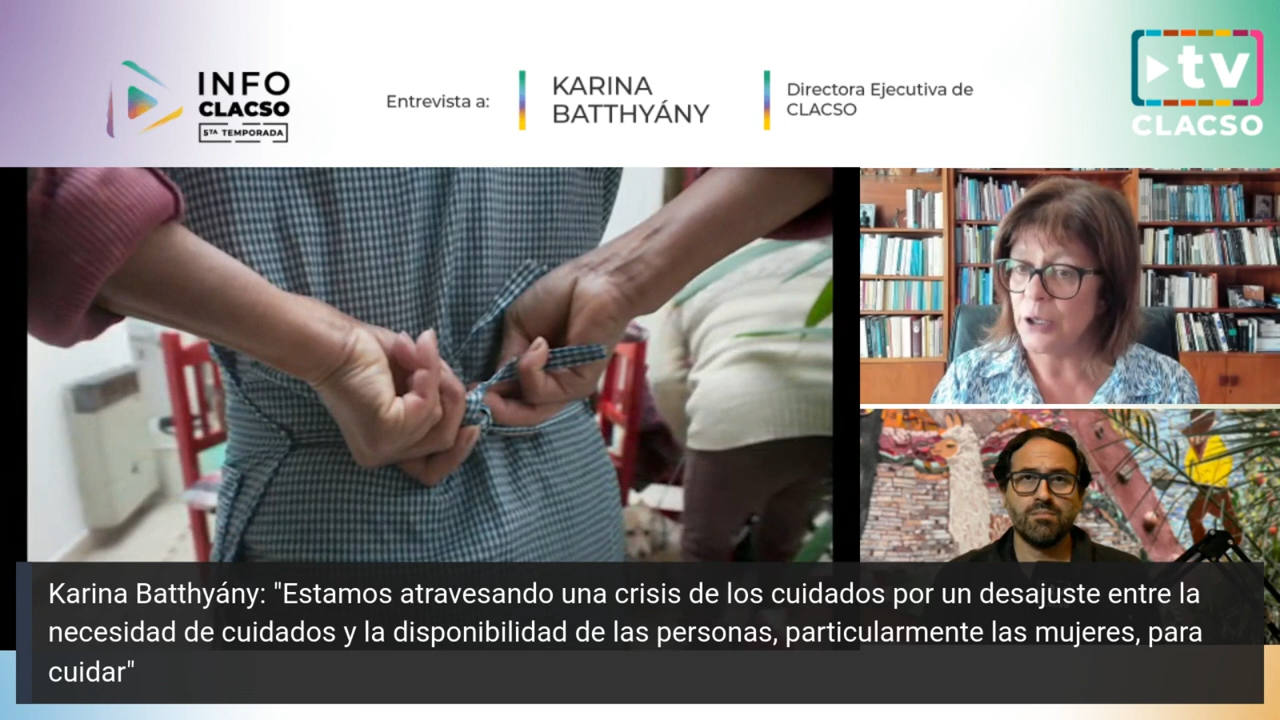 INFO
CLACSO
5TA TEMPORADA
Entrevista a:
KARINA
BATTHYÁNY
Directora Ejecutiva de
CLACSO
tv
CLACSO
Karina Batthyány: "Estamos atravesando una crisis de los cuidados por un desajuste entre la
necesidad de cuidados y la disponibilidad de las personas, particularmente las mujeres, para
cuidar"